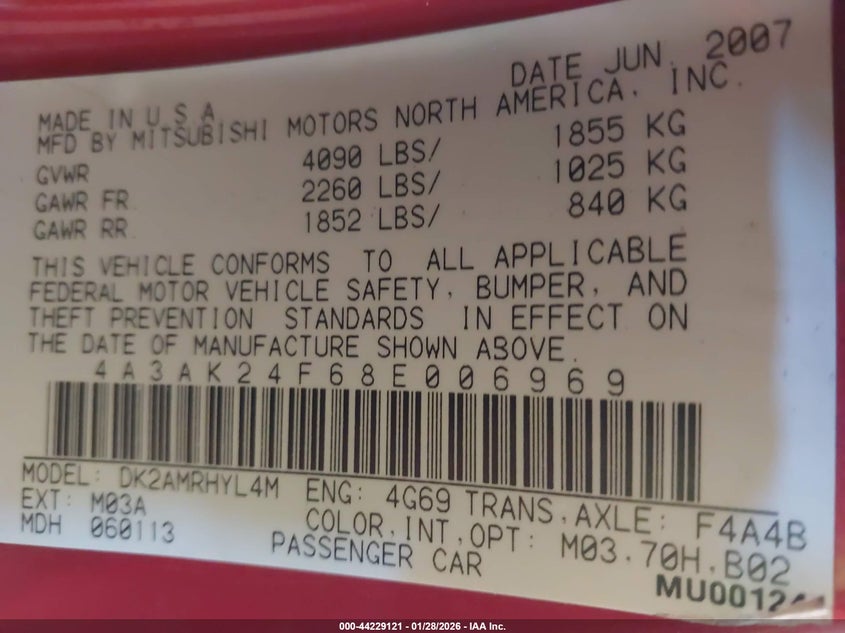 DATE JUN. 2007
MADE IN U S A
MFD BY MITSUBISHI MOTORS NORTH AMERICA, INC.
GVWR 4090 LBS/ 1855 KG
GAWR FR. 2260 LBS/ 1025 KG
GAWR RR. 1852 LBS/ 840 KG
THIS VEHICLE CONFORMS TO ALL APPLICABLE
FEDERAL MOTOR VEHICLE SAFETY, BUMPER, AND
THEFT PREVENTION STANDARDS IN EFFECT ON
THE DATE OF MANUFACTURE SHOWN ABOVE.
4A3AK24F68E006969
MODEL: DK2AMRHYL4M ENG: 4G69 TRANS,AXLE: F4A4B
EXT: M03A COLOR,INT,OPT: M03.70H.B02
MDH 060113 PASSENGER CAR
000-44229121 - 01/28/2026 - IAA Inc.